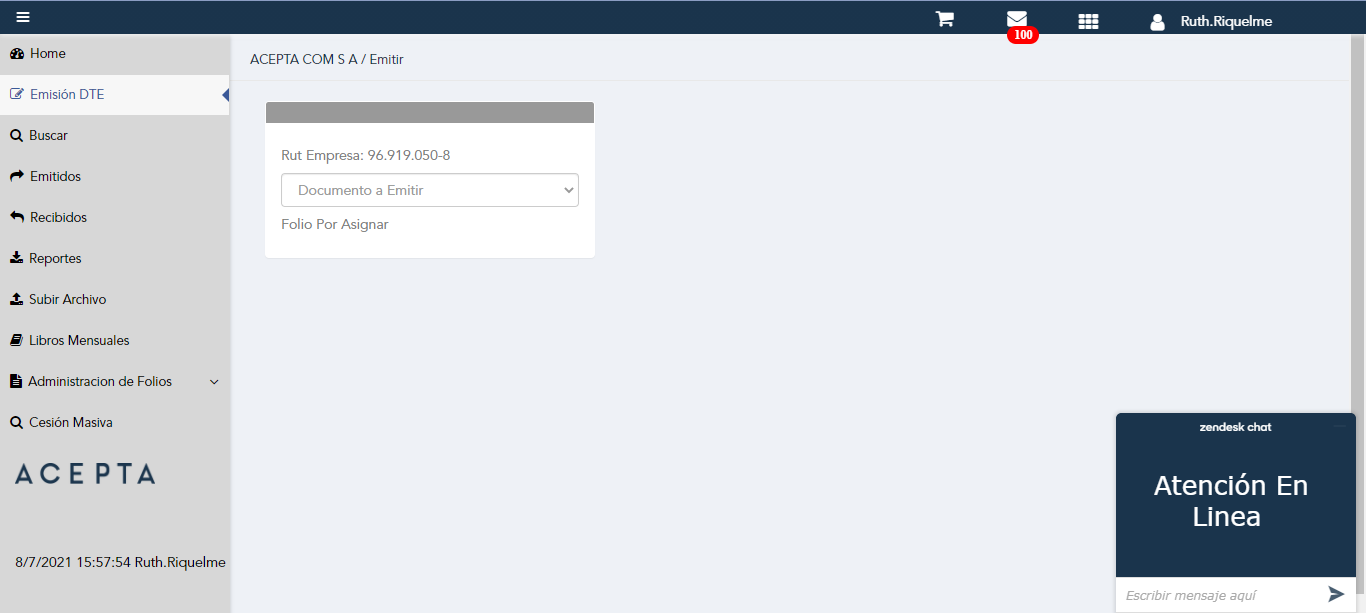 100
Ruth.Riquelme
Home
Emisión DTE
Buscar
Emitidos
Recibidos
Reportes
Subir Archivo
Libros Mensuales
Administracion de Folios
Cesión Masiva
ACEPTA
8/7/2021 15:57:54 Ruth.Riquelme
ACEPTA COM S A / Emitir
Rut Empresa: 96.919.050-8
Documento a Emitir
Folio Por Asignar
zendesk chat
Atención En
Linea
Escribir mensaje aquí